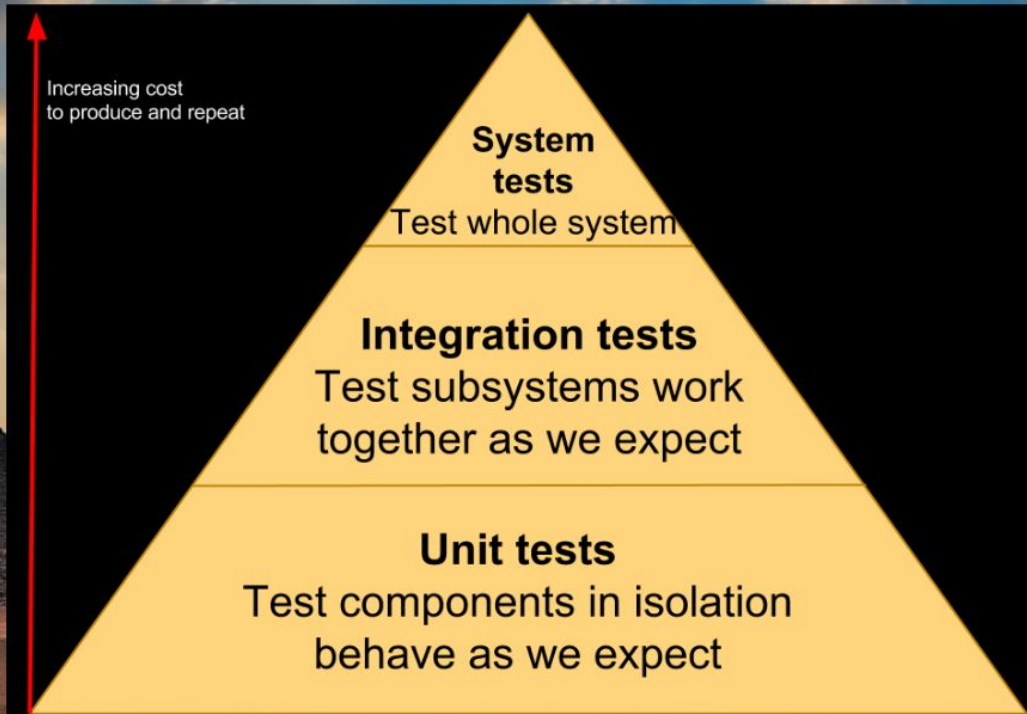 Increasing cost
to produce and repeat
System
tests
Test whole system
Integration tests
Test subsystems work
together as we expect
Unit tests
Test components in isolation
behave as we expect